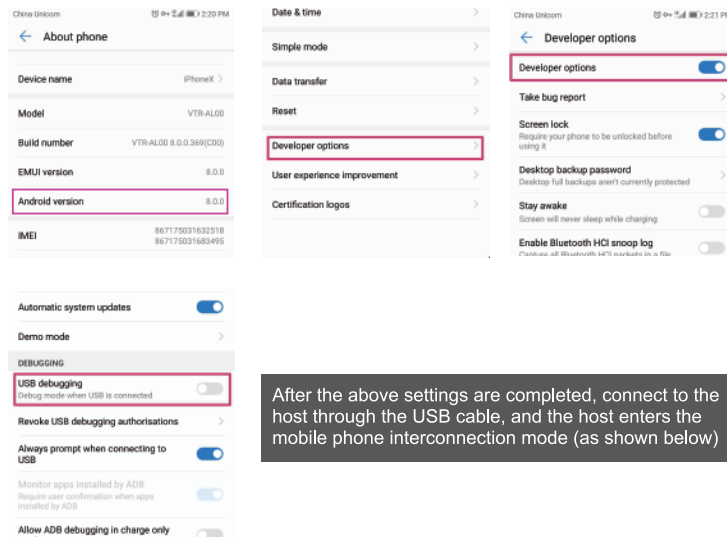 China Unicom 2:20 PM
About phone
Device name iPhoneX
Model VTR-AL00
Build number VTR-AL00 8.0.0.369(C00)
EMUI version 8.0.0
Android version 8.0.0
IMEI 867175031632518
867175031683495
Date & time
Simple mode
Data transfer
Reset
Developer options
User experience improvement
Certification logos
China Unicom 2:21 PM
Developer options
Developer options
Take bug report
Screen lock
Require your phone to be unlocked before
using it
Desktop backup password
Desktop full backups aren't currently protected
Stay awake
Screen will never sleep while charging
Enable Bluetooth HCI snoop log
Capture all Bluetooth HCI packets in a file
Automatic system updates
Demo mode
DEBUGGING
USB debugging
Debug mode when USB is connected
Revoke USB debugging authorisations
Always prompt when connecting to
USB
Monitor apps installed by ADB
Require user confirmation when apps
installed by ADB
Allow ADB debugging in charge only
After the above settings are completed, connect to the
host through the USB cable, and the host enters the
mobile phone interconnection mode (as shown below)